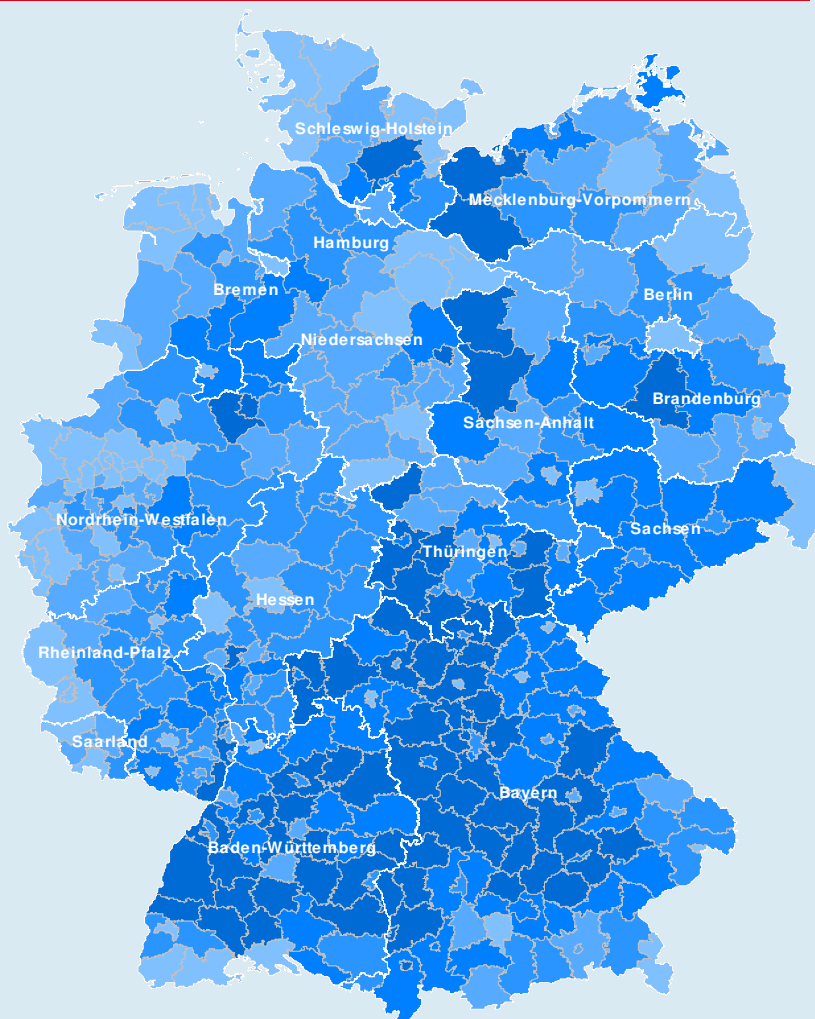 Schleswig-Holstein
Mecklenburg-Vorpommern
Hamburg
Bremen
Berlin
Niedersachsen
Brandenburg
Sachsen-Anhalt
Nordrhein-Westfalen
Sachsen
Thüringen
Hessen
Rheinland-Pfalz
Saarland
Bayern
Baden-Württemberg